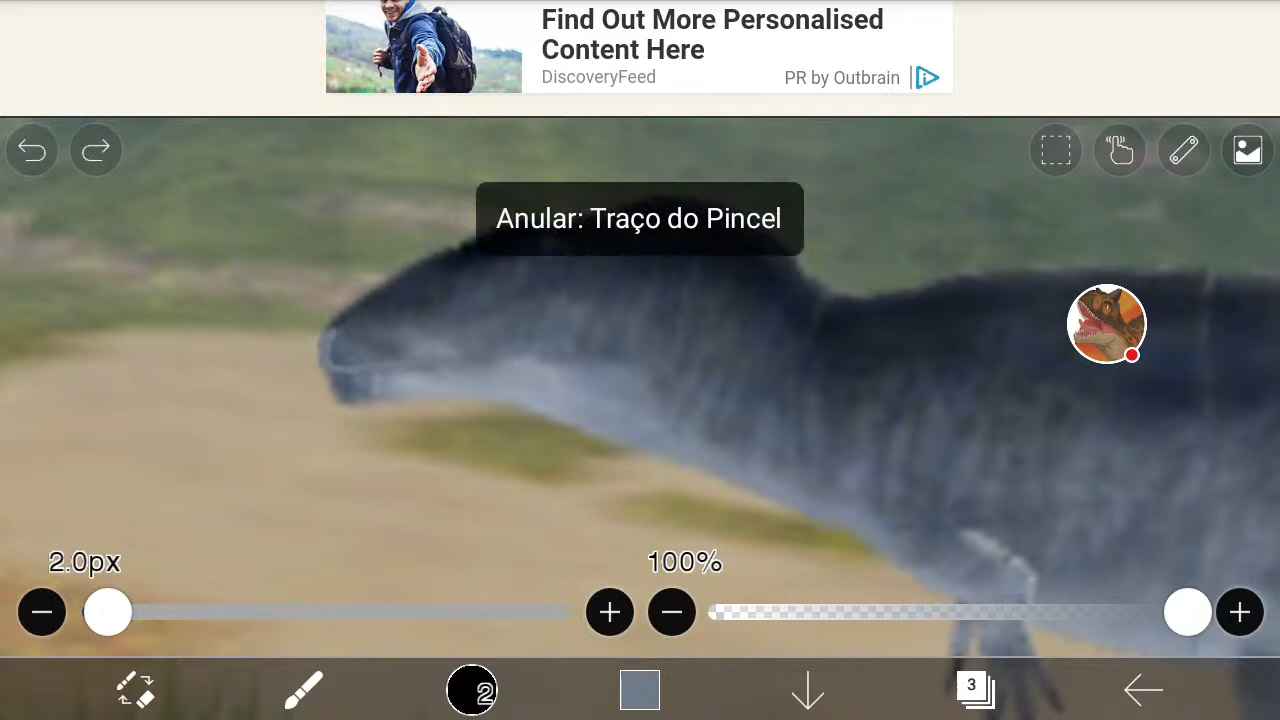 Find Out More Personalised
Content Here
DiscoveryFeed
PR by Outbrain
Anular: Traço do Pincel
2.0px
100%
2
3